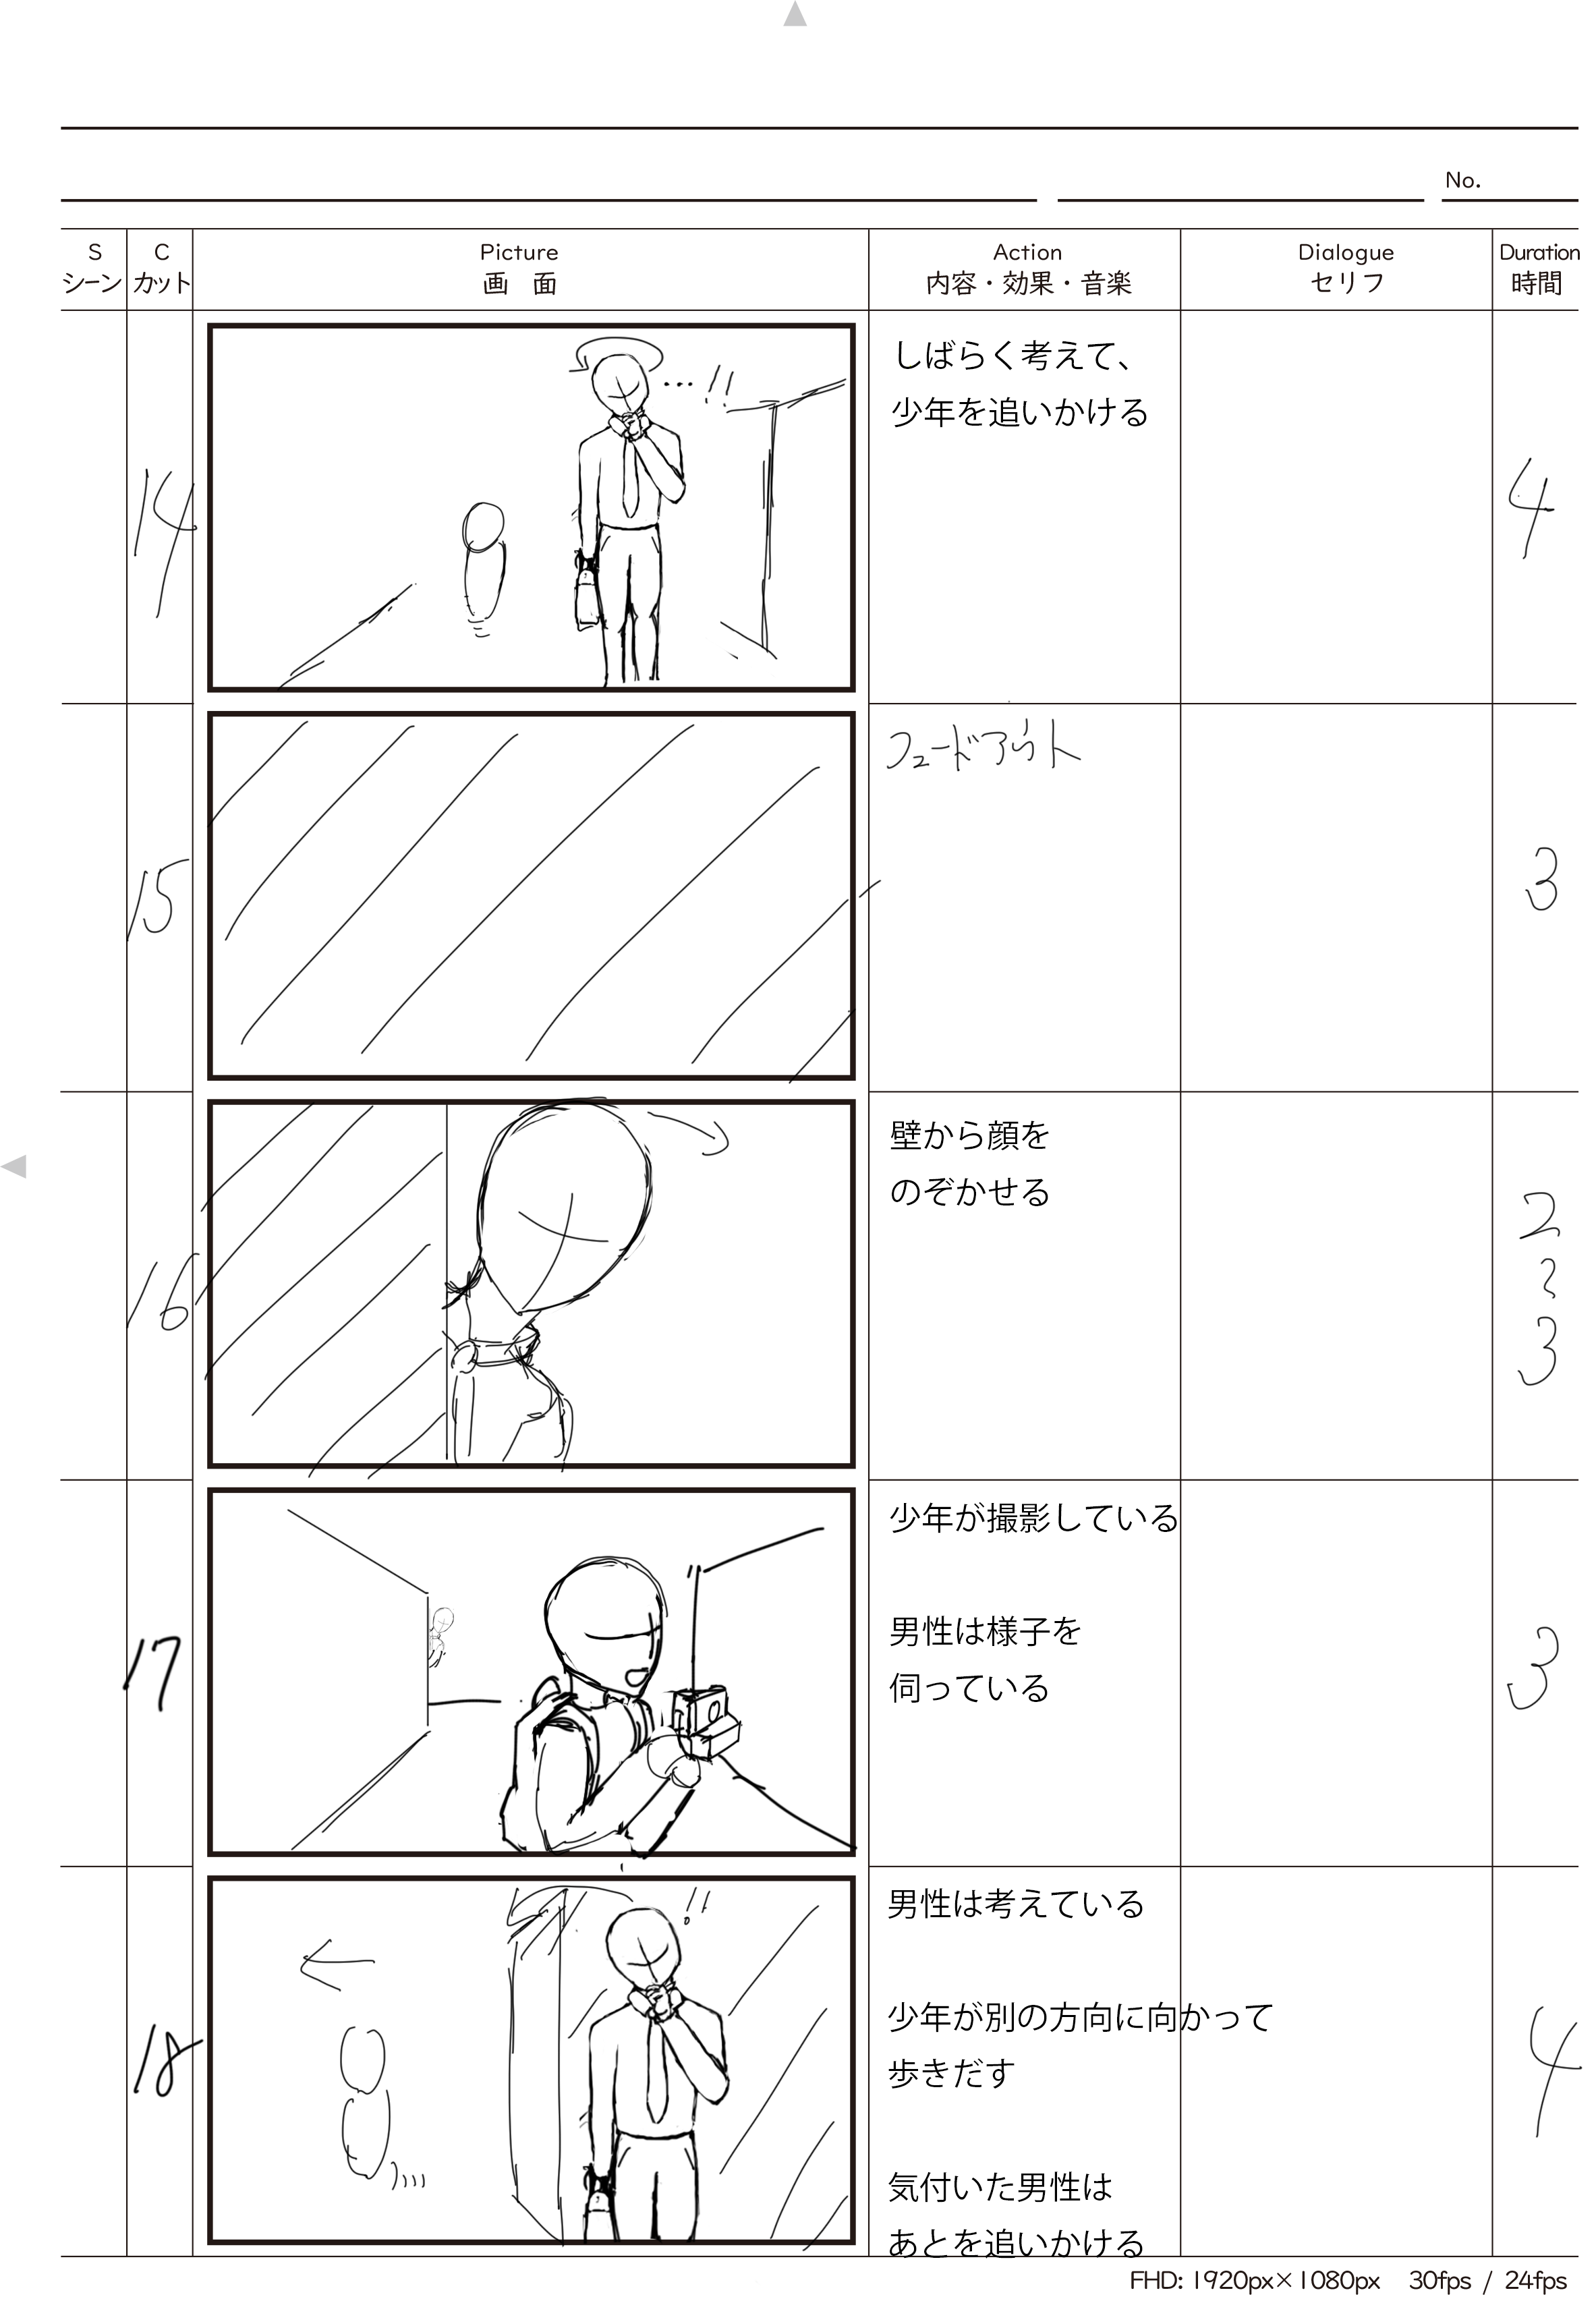 No.
S C Picture Action Dialogue Duration
シーン カット 画 面 内容・効果・音楽 セリフ 時間
14
…!!
しばらく考えて、
少年を追いかける
4
15
フェードアウト
3
16
壁から顔を
のぞかせる
2
〜
3
17
少年が撮影している
男性は様子を
伺っている
3
18
!!
男性は考えている
少年が別の方向に向かって
歩きだす
気付いた男性は
あとを追いかける
4
FHD: 1920px×1080px 30fps / 24fps